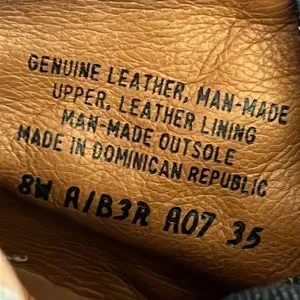 GENUINE LEATHER, MAN-MADE
UPPER, LEATHER LINING
MAN-MADE OUTSOLE
MADE IN DOMINICAN REPUBLIC
8W A/B3R A07 35